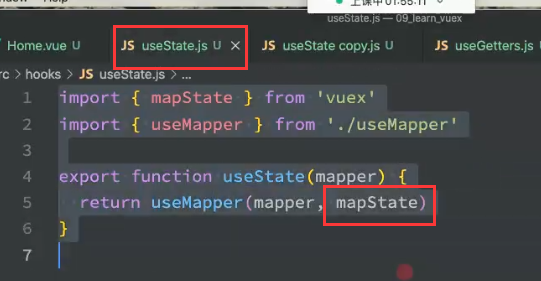 上课中 01:55:11
useState.js — 09_learn_vuex
Home.vue U JS useState.js U × JS useState copy.js U JS useGetters.js U
rc > hooks > JS useState.js > ...
1 import { mapState } from 'vuex'
2 import { useMapper } from './useMapper'
3
4 export function useState(mapper) {
5 return useMapper(mapper, mapState)
6 }
7